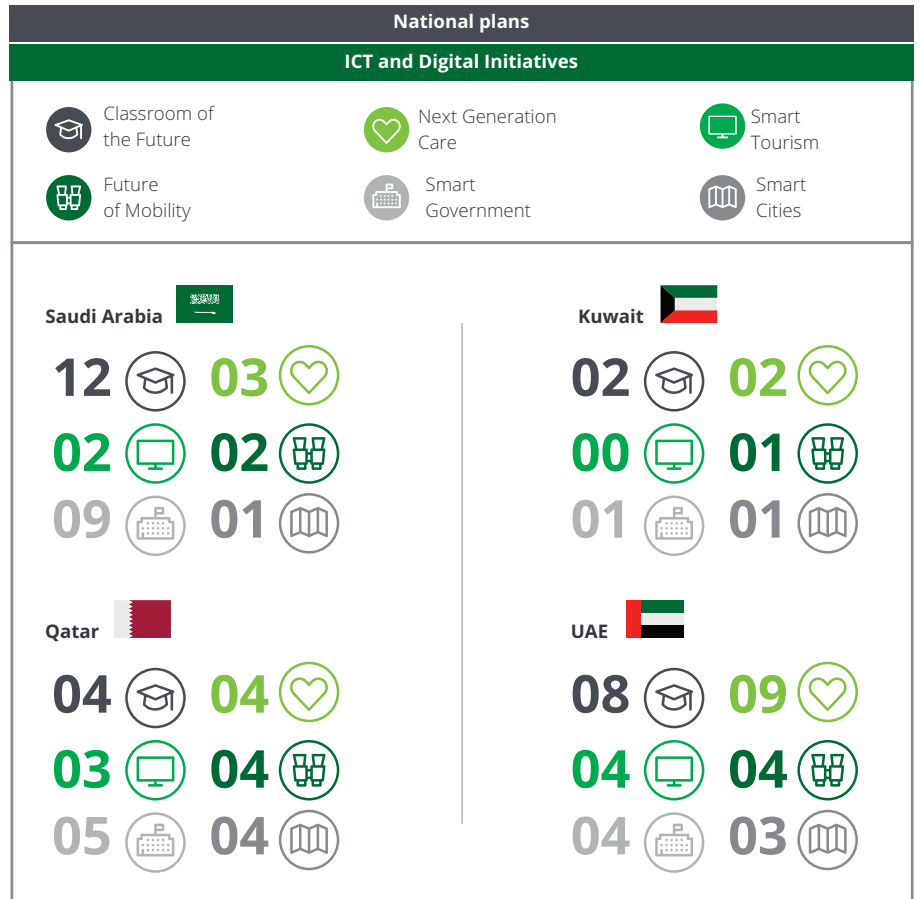 National plans
ICT and Digital Initiatives
Classroom of
the Future
Next Generation
Care
Smart
Tourism
Future
of Mobility
Smart
Government
Smart
Cities
Saudi Arabia
12 03
02 02
09 01
Kuwait
02 02
00 01
01 01
Qatar
04 04
03 04
05 04
UAE
08 09
04 04
04 03